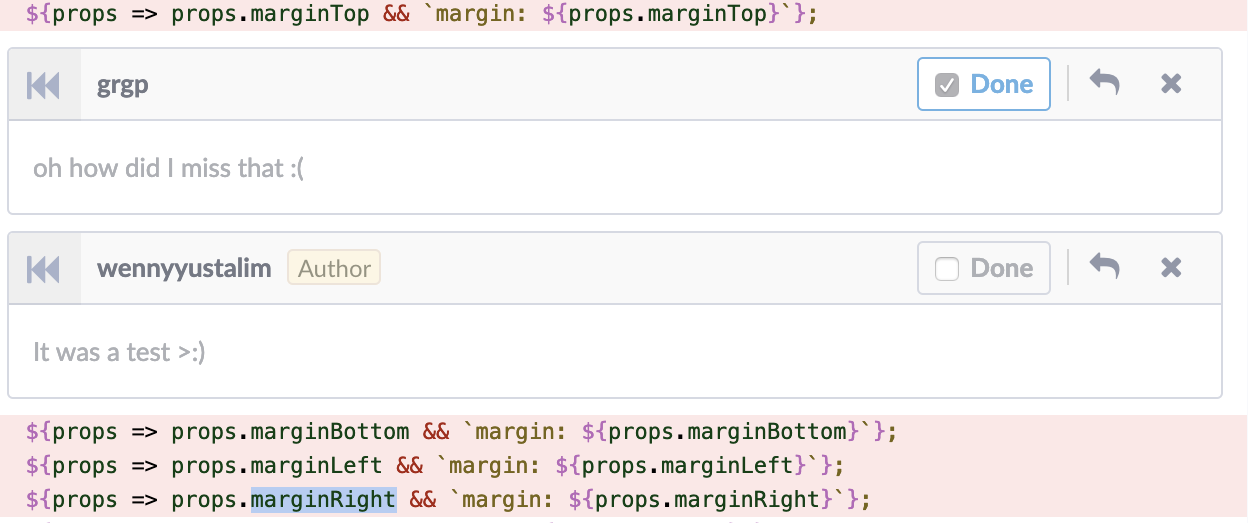 ${props => props.marginTop && `margin: ${props.marginTop}`};
grgp
Done
oh how did I miss that :(
wennyyustalim Author
Done
It was a test >:)
${props => props.marginBottom && `margin: ${props.marginBottom}`};
${props => props.marginLeft && `margin: ${props.marginLeft}`};
${props => props.marginRight && `margin: ${props.marginRight}`};